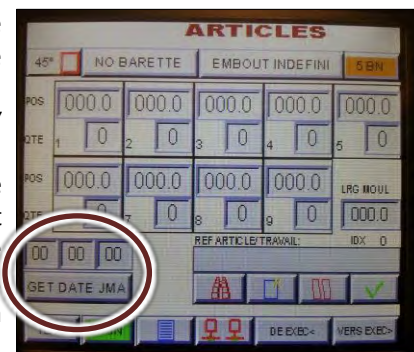 ARTICLES
45° NO BARETTE EMBOUT INDEFINI 5 BN
POS 000.0 000.0 000.0 000.0 000.0
QTE 1 0 2 0 3 0 4 0 5 0
POS 000.0 000.0 000.0 000.0 LRG MOUL
QTE 0 7 0 8 0 9 0 000.0
REF ARTICLE/TRAVAIL: IDX 0
00 00 00
GET DATE JMA
DE EXEC< VERS EXEC>